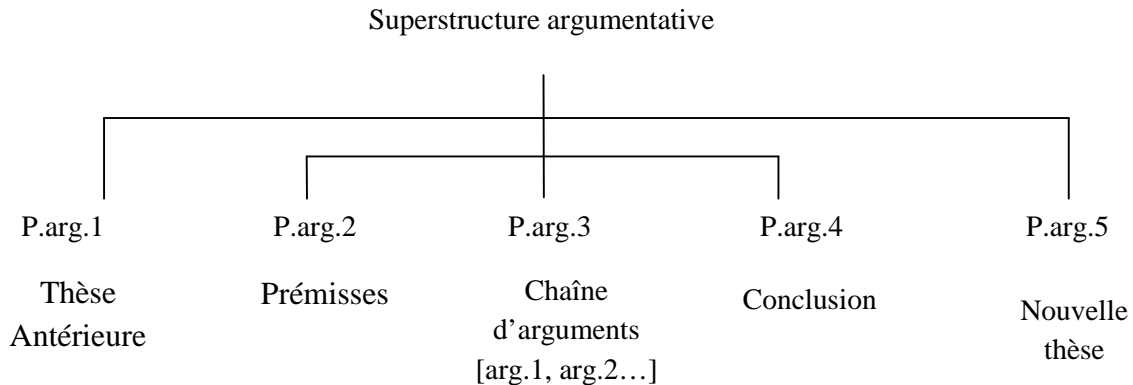 Superstructure argumentative
P.arg.1 P.arg.2 P.arg.3 P.arg.4 P.arg.5
Thèse
Antérieure
Prémisses
Chaîne
d’arguments
[arg.1, arg.2…]
Conclusion
Nouvelle
thèse